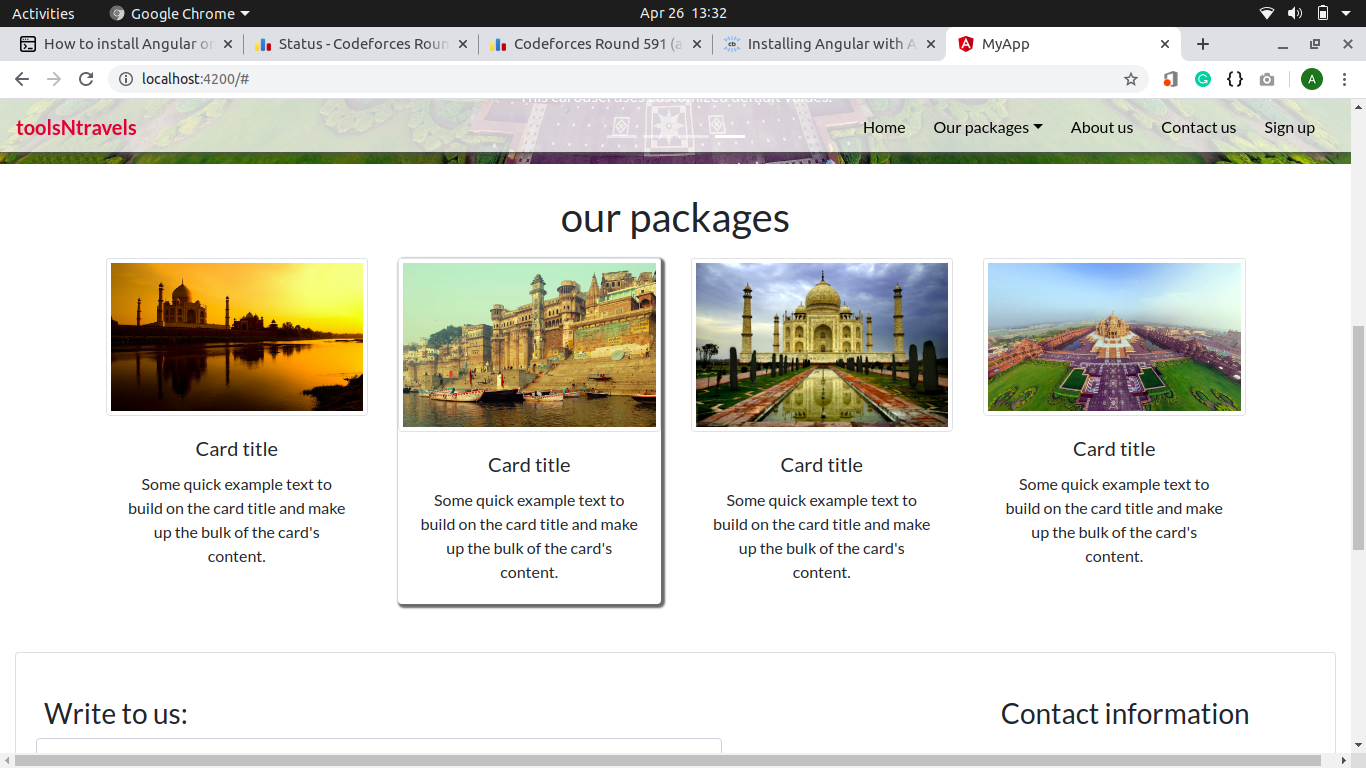 Activities Google Chrome Apr 26 13:32
How to install Angular on Status - Codeforces Roun Codeforces Round 591 (a Installing Angular with A MyApp
localhost:4200/#
This carousel uses customized default values.
toolsNtravels Home Our packages About us Contact us Sign up
our packages
Card title
Some quick example text to
build on the card title and make
up the bulk of the card's
content.
Card title
Some quick example text to
build on the card title and make
up the bulk of the card's
content.
Card title
Some quick example text to
build on the card title and make
up the bulk of the card's
content.
Card title
Some quick example text to
build on the card title and make
up the bulk of the card's
content.
Write to us: Contact information